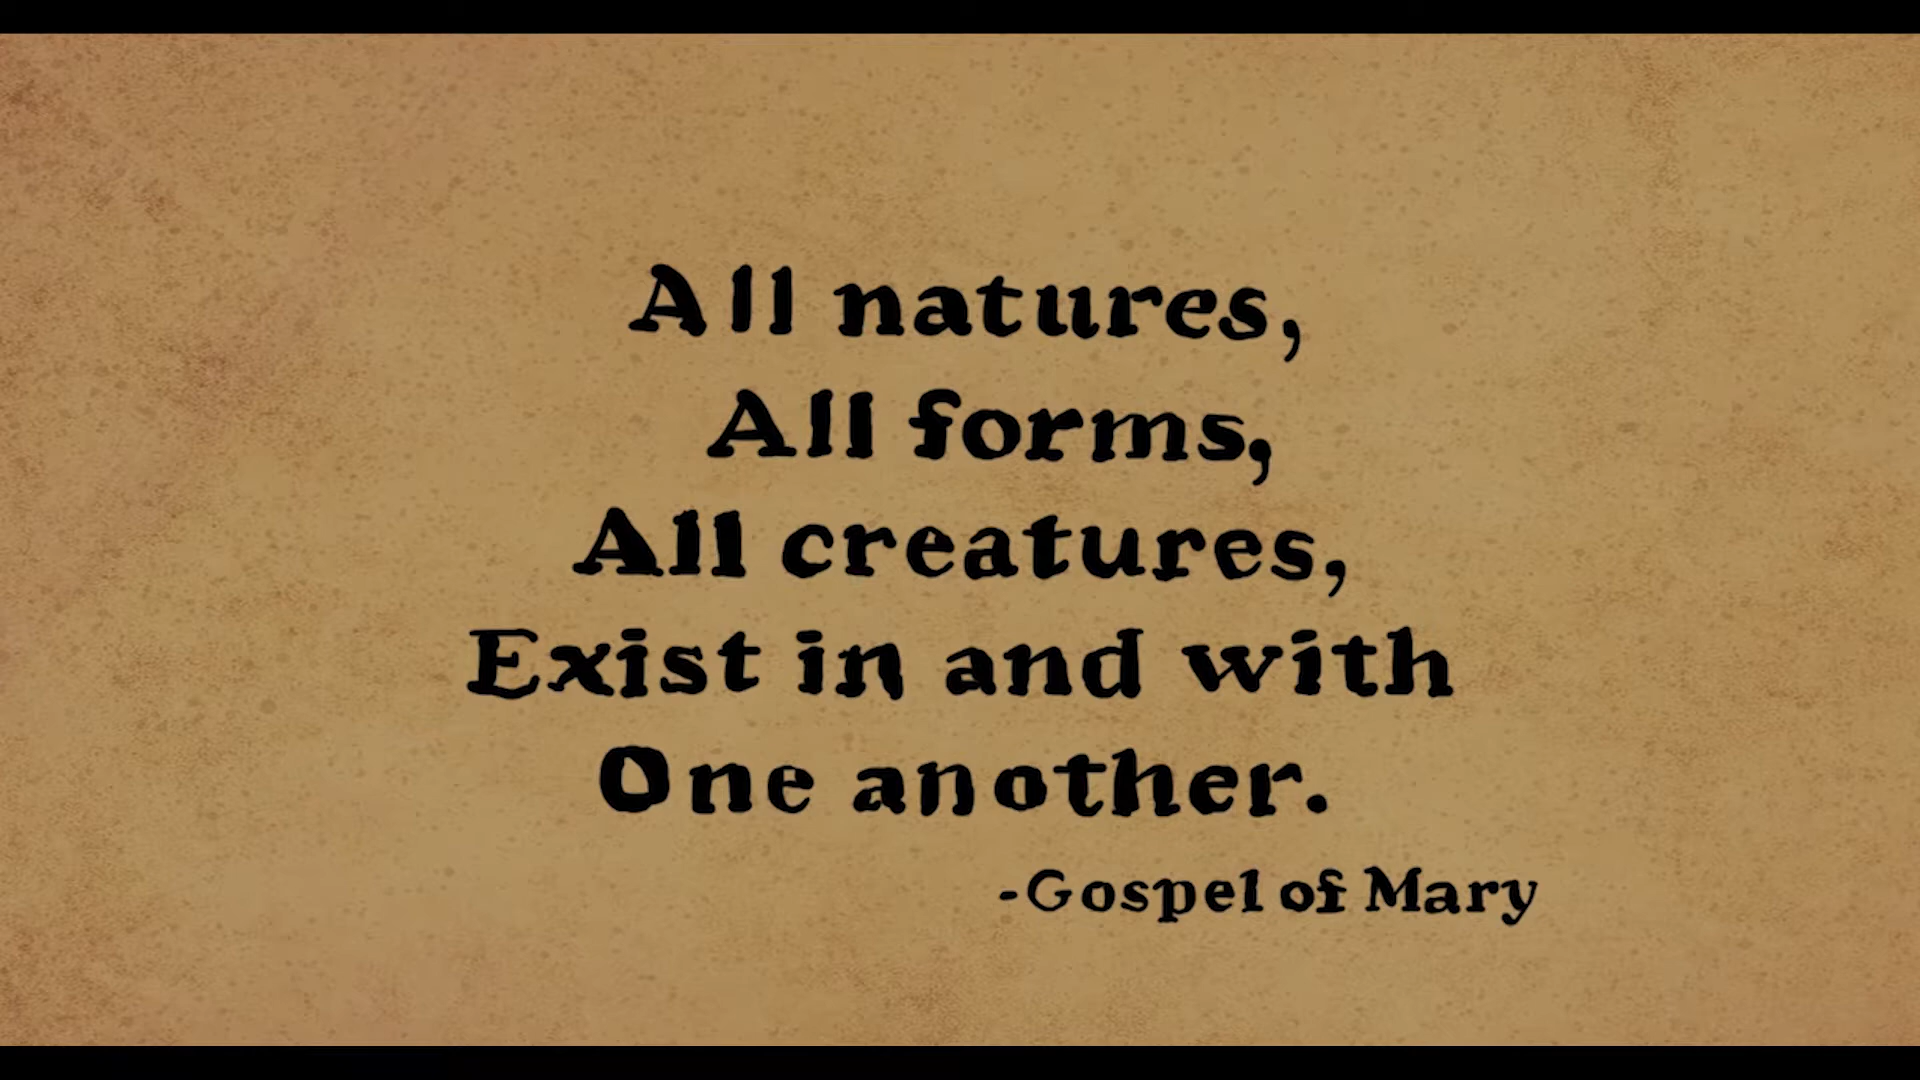 All natures,
All forms,
All creatures,
Exist in and with
One another.
-Gospel of Mary